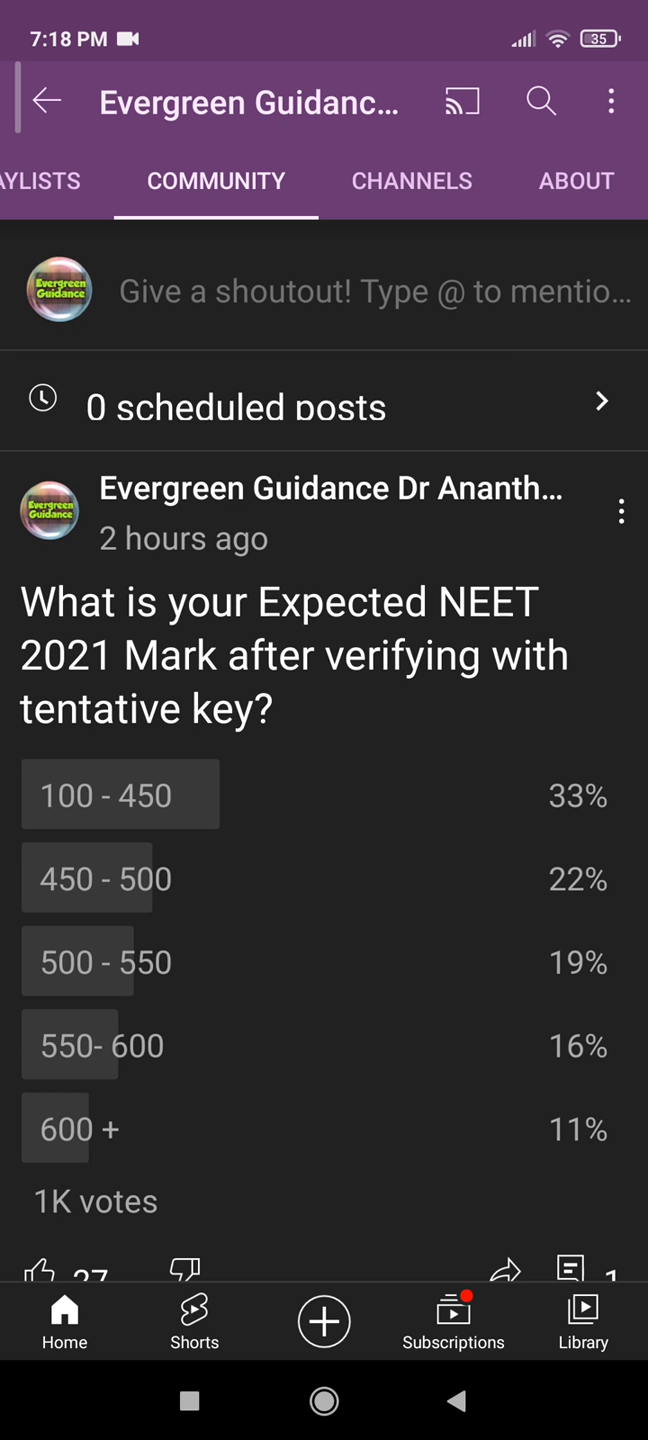 7:18 PM 35
Evergreen Guidanc...
AYLISTS COMMUNITY CHANNELS ABOUT
Evergreen Guidance
Give a shoutout! Type @ to mentio...
0 scheduled posts
Evergreen Guidance
Evergreen Guidance Dr Ananth...
2 hours ago
What is your Expected NEET
2021 Mark after verifying with
tentative key?
100 - 450 33%
450 - 500 22%
500 - 550 19%
550- 600 16%
600 + 11%
1K votes
27 1
Home Shorts Subscriptions Library